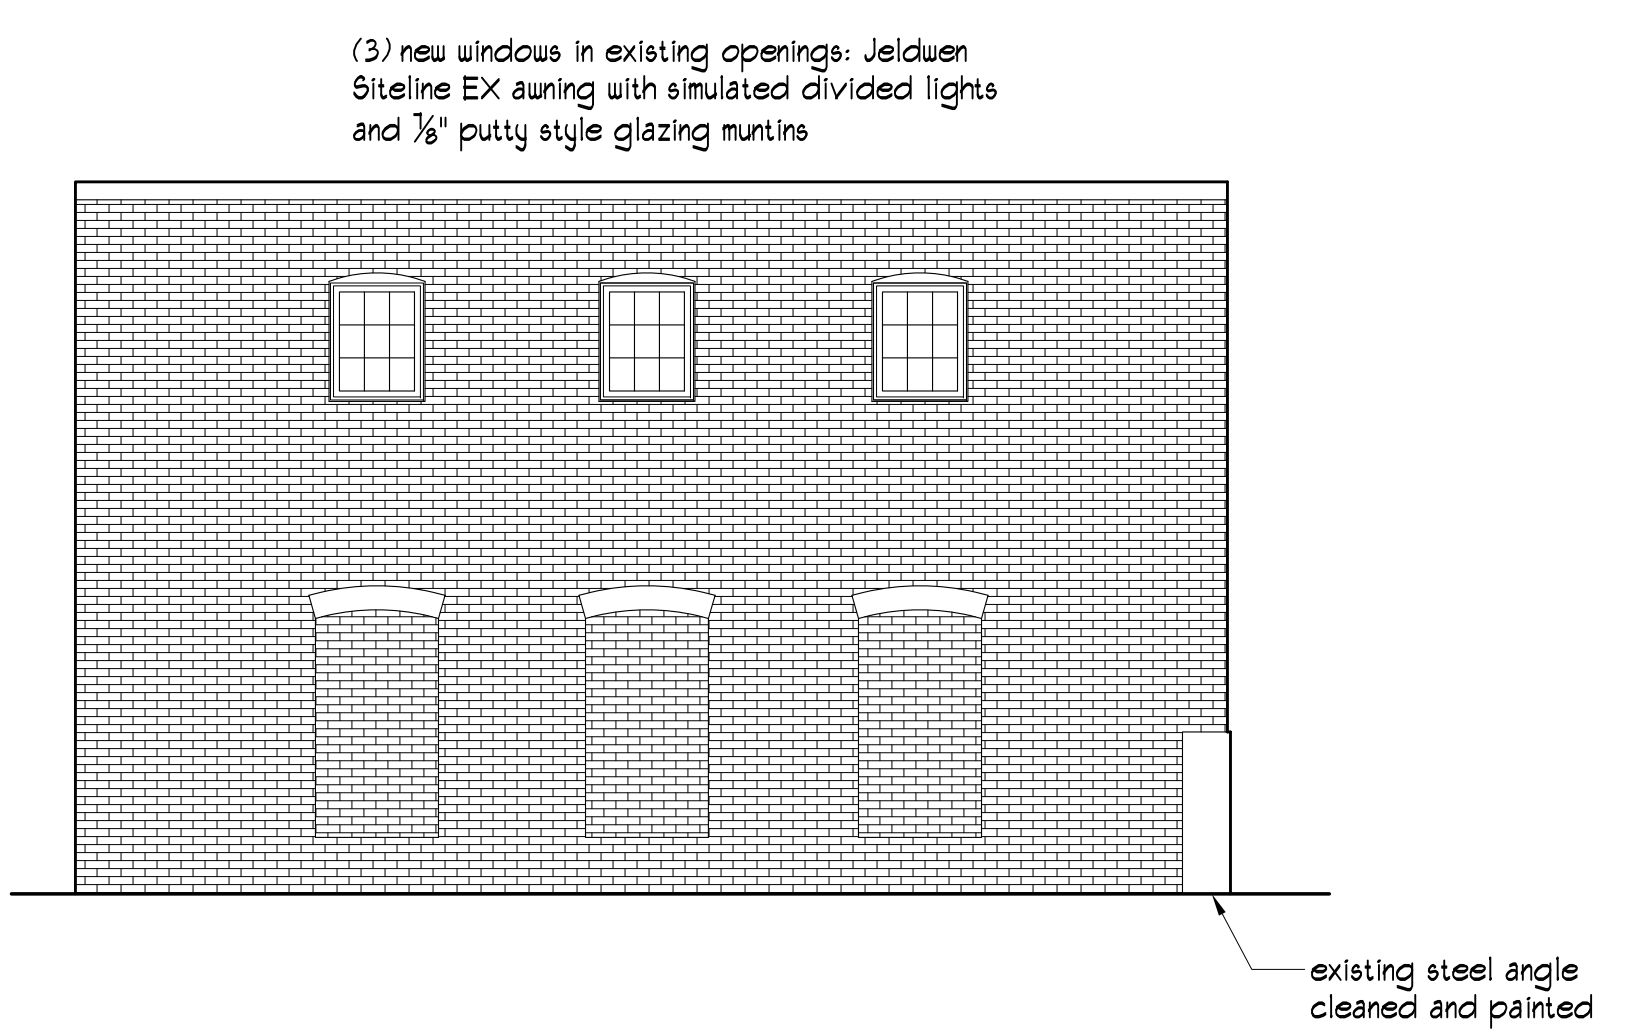 (3) new windows in existing openings: Jeldwen
Siteline EX awning with simulated divided lights
and 7/8" putty style glazing muntins
existing steel angle
cleaned and painted